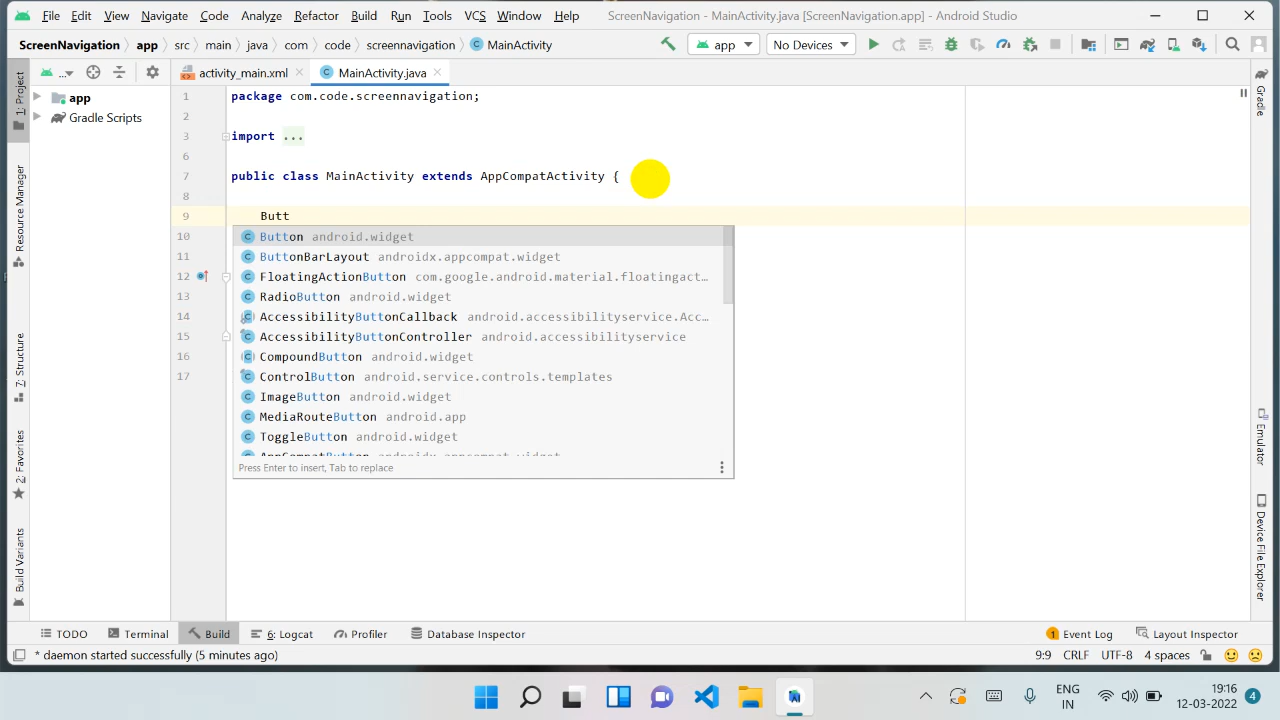 File Edit View Navigate Code Analyze Refactor Build Run Tools VCS Window Help ScreenNavigation - MainActivity.java [ScreenNavigation.app] - Android Studio
ScreenNavigation app src main java com code screennavigation MainActivity app No Devices
1: Project
Resource Manager
7: Structure
2: Favorites
Build Variants
app
Gradle Scripts
activity_main.xml MainActivity.java
1 package com.code.screennavigation;
2
3 import ...
6
7 public class MainActivity extends AppCompatActivity {
8
9 Butt
10
11
12
13
14
15
16
17
Button android.widget
ButtonBarLayout androidx.appcompat.widget
FloatingActionButton com.google.android.material.floatingact...
RadioButton android.widget
AccessibilityButtonCallback android.accessibilityservice.Acc...
AccessibilityButtonController android.accessibilityservice
CompoundButton android.widget
ControlButton android.service.controls.templates
ImageButton android.widget
MediaRouteButton android.app
ToggleButton android.widget
AppCompatButton androidx.appcompat.widget
Press Enter to insert, Tab to replace
Gradle
Emulator
Device File Explorer
TODO Terminal Build 6: Logcat Profiler Database Inspector 1 Event Log Layout Inspector
* daemon started successfully (5 minutes ago) 9:9 CRLF UTF-8 4 spaces
ENG
IN
19:16
12-03-2022
4